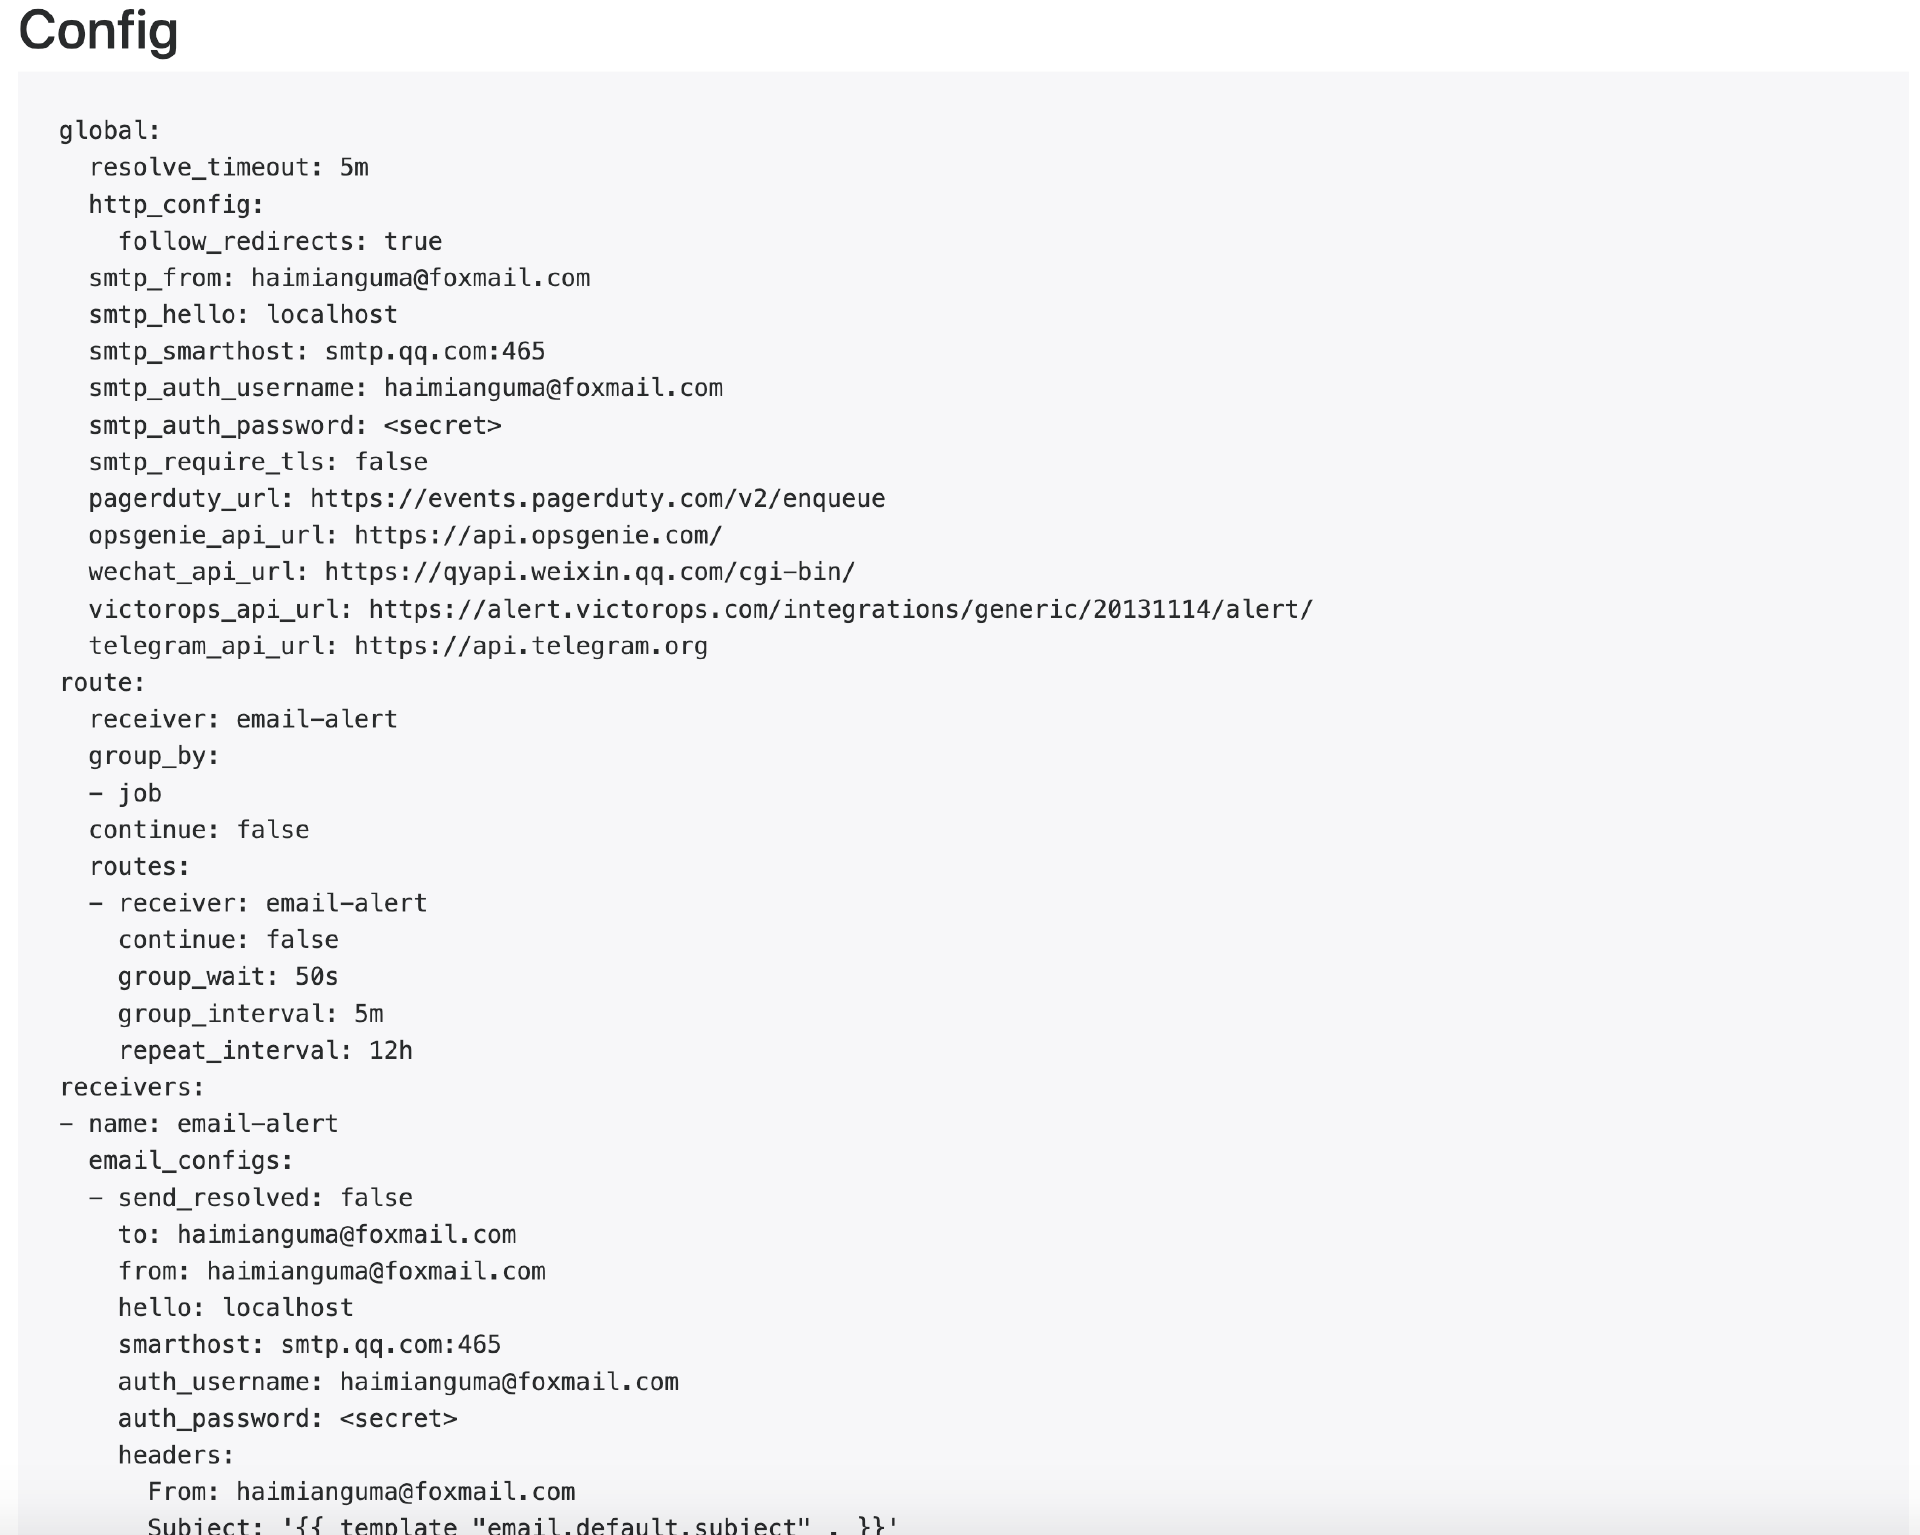 Config
global:
  resolve_timeout: 5m
  http_config:
    follow_redirects: true
  smtp_from: haimianguma@foxmail.com
  smtp_hello: localhost
  smtp_smarthost: smtp.qq.com:465
  smtp_auth_username: haimianguma@foxmail.com
  smtp_auth_password: <secret>
  smtp_require_tls: false
  pagerduty_url: https://events.pagerduty.com/v2/enqueue
  opsgenie_api_url: https://api.opsgenie.com/
  wechat_api_url: https://qyapi.weixin.qq.com/cgi-bin/
  victorops_api_url: https://alert.victorops.com/integrations/generic/20131114/alert/
  telegram_api_url: https://api.telegram.org
route:
  receiver: email-alert
  group_by:
  - job
  continue: false
  routes:
  - receiver: email-alert
    continue: false
    group_wait: 50s
    group_interval: 5m
    repeat_interval: 12h
receivers:
- name: email-alert
  email_configs:
  - send_resolved: false
    to: haimianguma@foxmail.com
    from: haimianguma@foxmail.com
    hello: localhost
    smarthost: smtp.qq.com:465
    auth_username: haimianguma@foxmail.com
    auth_password: <secret>
    headers:
      From: haimianguma@foxmail.com
      Subject: '{{ template "email.default.subject" . }}'